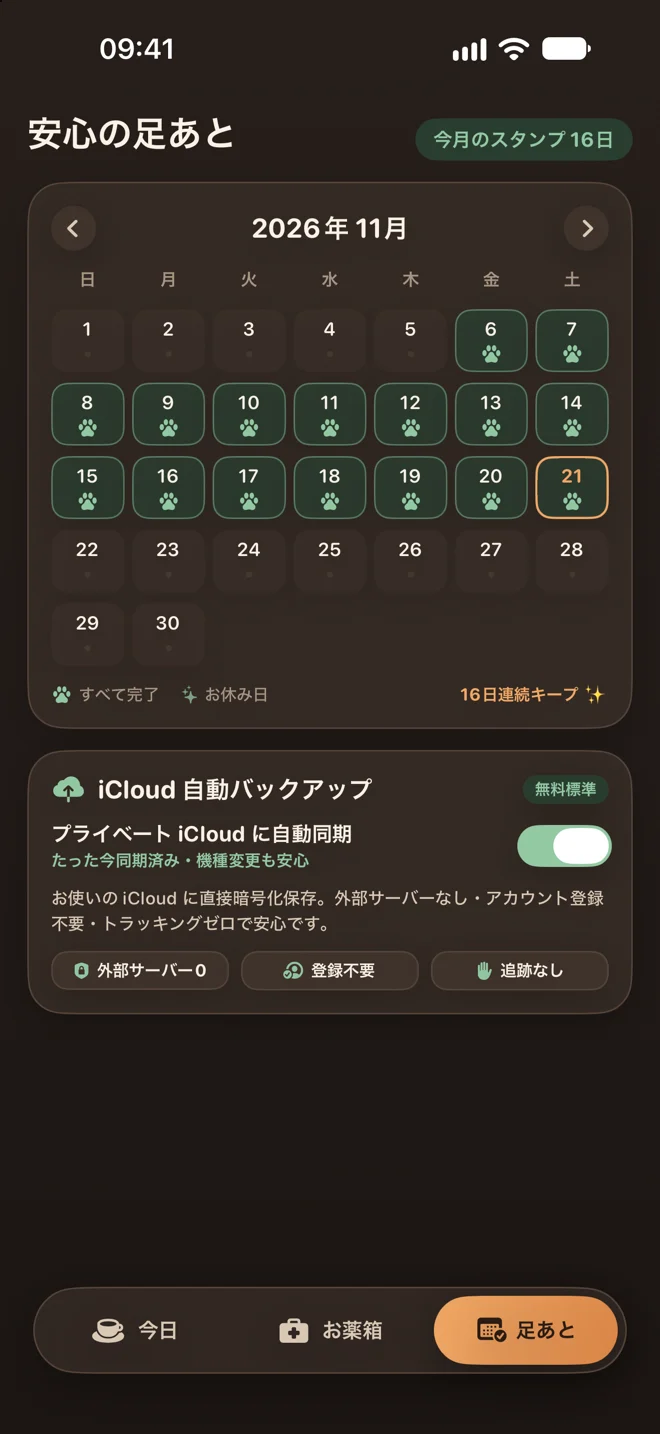 09:41
安心の足あと
今月のスタンプ 16日
2026年 11月
日 月 火 水 木 金 土
1 2 3 4 5 6 7
8 9 10 11 12 13 14
15 16 17 18 19 20 21
22 23 24 25 26 27 28
29 30
すべて完了 お休み日 16日連続キープ ✨
iCloud 自動バックアップ 無料標準
プライベート iCloud に自動同期
たった今同期済み・機種変更も安心
お使いの iCloud に直接暗号化保存。外部サーバーなし・アカウント登録
不要・トラッキングゼロで安心です。
外部サーバー0 登録不要 追跡なし
今日 お薬箱 足あと